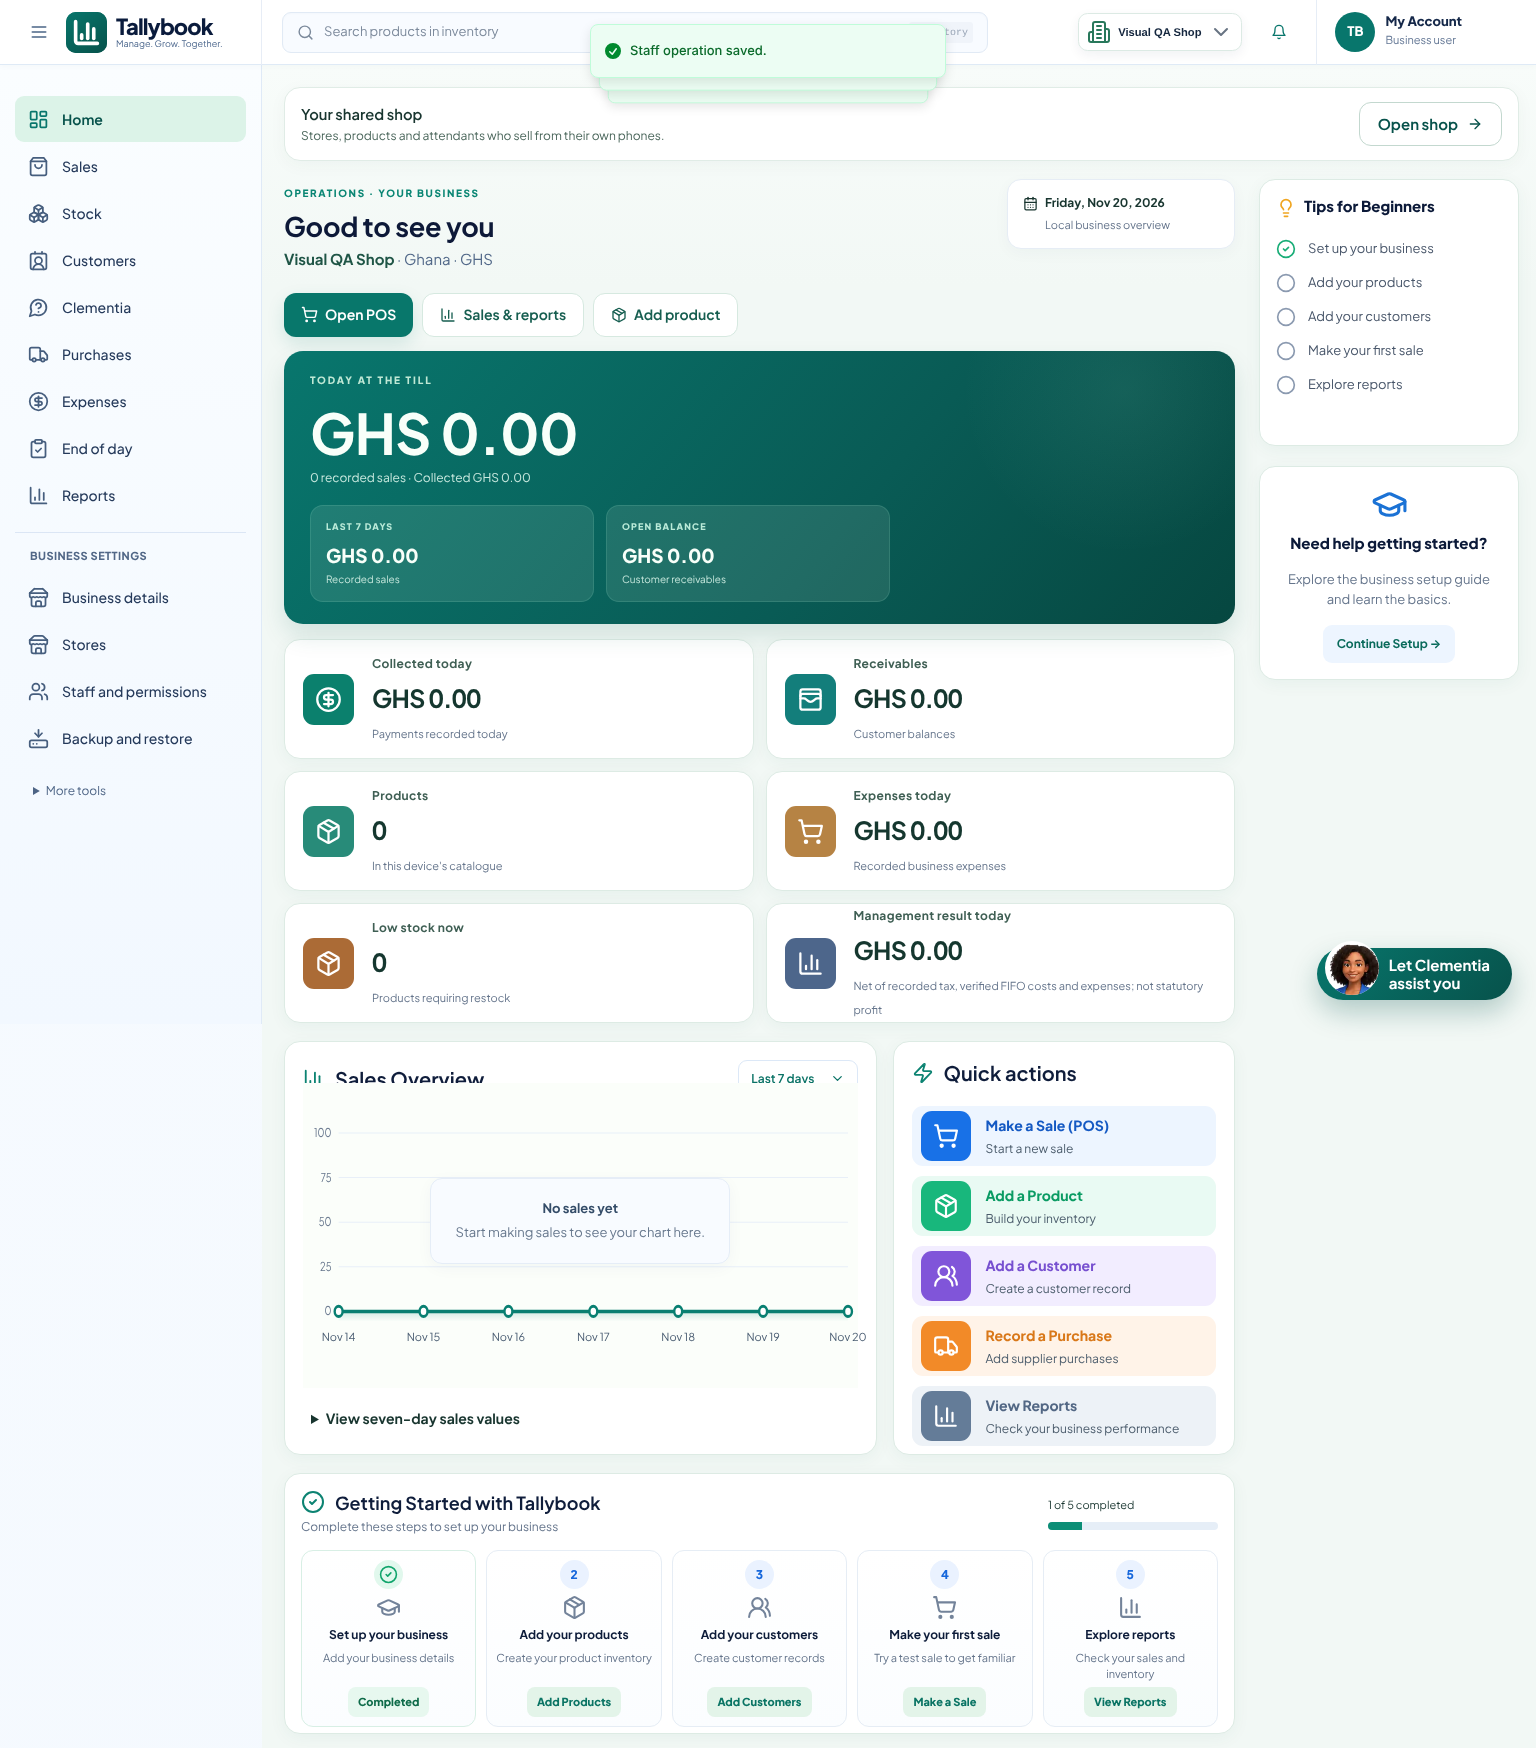 Tallybook
Manage. Grow. Together.
Search products in inventory
Staff operation saved.
Visual QA Shop
TB
My Account
Business user
Home
Sales
Stock
Customers
Clementia
Purchases
Expenses
End of day
Reports
BUSINESS SETTINGS
Business details
Stores
Staff and permissions
Backup and restore
More tools
Your shared shop
Stores, products and attendants who sell from their own phones.
Open shop →
OPERATIONS · YOUR BUSINESS
Good to see you
Visual QA Shop · Ghana · GHS
Friday, Nov 20, 2026
Local business overview
Open POS
Sales & reports
Add product
TODAY AT THE TILL
GHS 0.00
0 recorded sales · Collected GHS 0.00
LAST 7 DAYS
GHS 0.00
Recorded sales
OPEN BALANCE
GHS 0.00
Customer receivables
Collected today
GHS 0.00
Payments recorded today
Receivables
GHS 0.00
Customer balances
Products
0
In this device's catalogue
Expenses today
GHS 0.00
Recorded business expenses
Low stock now
0
Products requiring restock
Management result today
GHS 0.00
Net of recorded tax, verified FIFO costs and expenses; not statutory
profit
Sales Overview
Last 7 days
100
75
50
25
0
No sales yet
Start making sales to see your chart here.
Nov 14
Nov 15
Nov 16
Nov 17
Nov 18
Nov 19
Nov 20
View seven-day sales values
Quick actions
Make a Sale (POS)
Start a new sale
Add a Product
Build your inventory
Add a Customer
Create a customer record
Record a Purchase
Add supplier purchases
View Reports
Check your business performance
Getting Started with Tallybook
Complete these steps to set up your business
1 of 5 completed
Set up your business
Add your business details
Completed
2
Add your products
Create your product inventory
Add Products
3
Add your customers
Create customer records
Add Customers
4
Make your first sale
Try a test sale to get familiar
Make a Sale
5
Explore reports
Check your sales and
inventory
View Reports
Tips for Beginners
Set up your business
Add your products
Add your customers
Make your first sale
Explore reports
Need help getting started?
Explore the business setup guide
and learn the basics.
Continue Setup →
Let Clementia
assist you